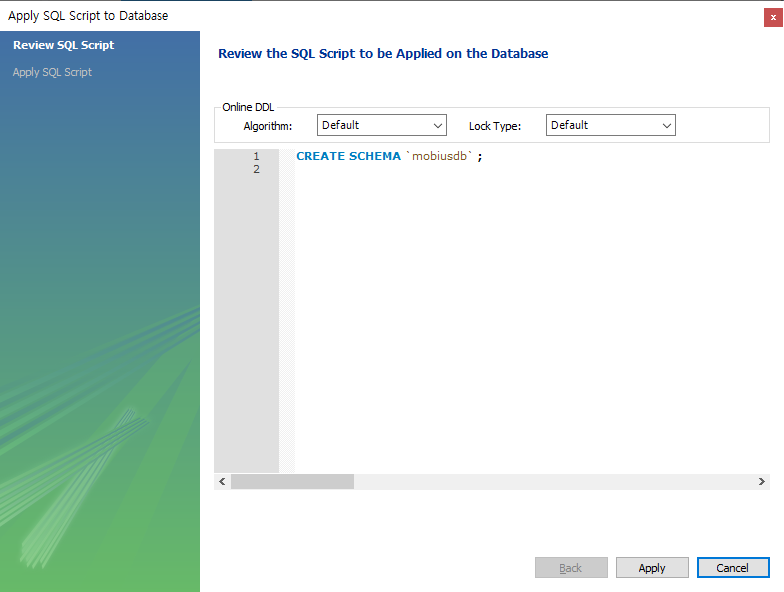 Apply SQL Script to Database
x
Review SQL Script
Apply SQL Script
Review the SQL Script to be Applied on the Database
Online DDL
Algorithm: Default Lock Type: Default
1 CREATE SCHEMA `mobiusdb` ;
2
Back Apply Cancel